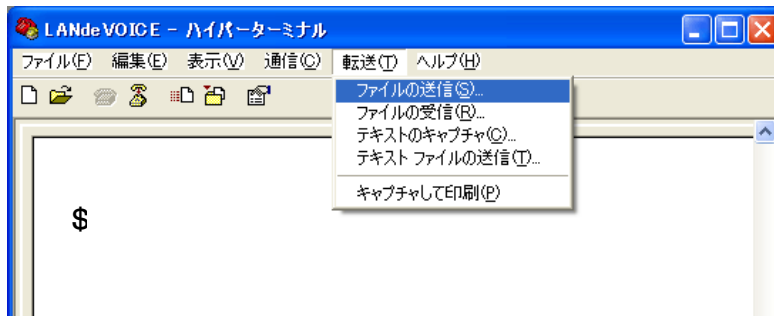 LANdeVOICE - ハイパーターミナル
ファイル(F) 編集(E) 表示(V) 通信(C) 転送(T) ヘルプ(H)
ファイルの送信(S)...
ファイルの受信(R)...
テキストのキャプチャ(C)...
テキスト ファイルの送信(T)...
キャプチャして印刷(P)
$